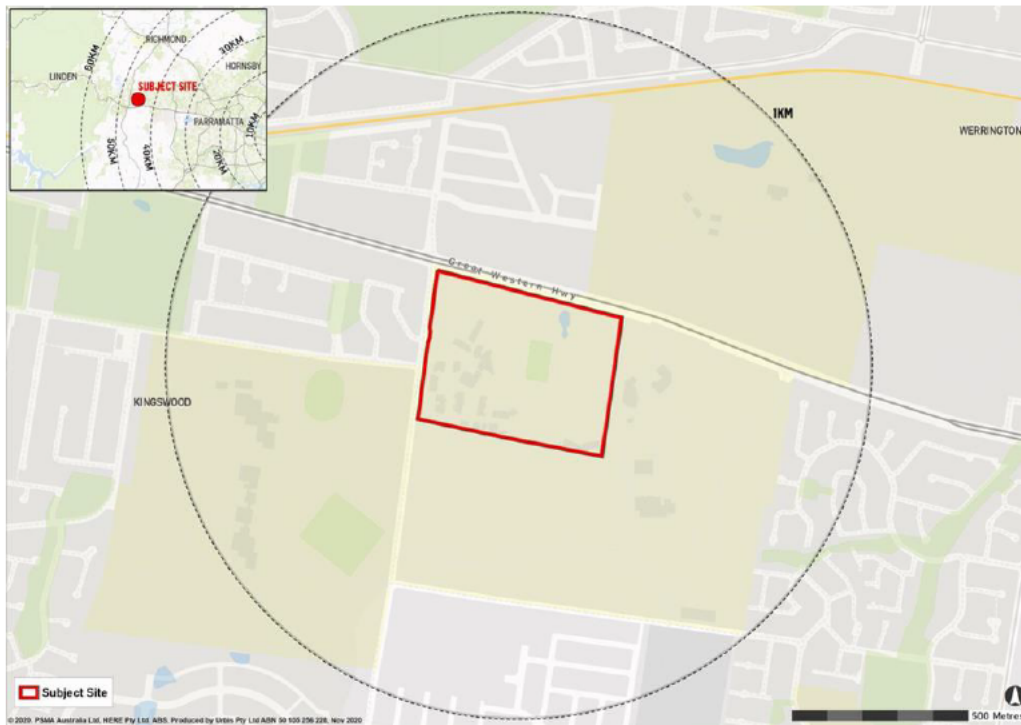 RICHMOND
60KM
30KM
LINDEN
HORNSBY
SUBJECT SITE
PARRAMATTA
10KM
50KM
40KM
20KM
1KM
WERRINGTON
Great Western Hwy
KINGSWOOD
Subject Site
500 Metres
© 2020. PSMA Australia Ltd, HERE Pty Ltd. ABS. Produced by Urbis Pty Ltd ABN 50 105 256 228, Nov 2020